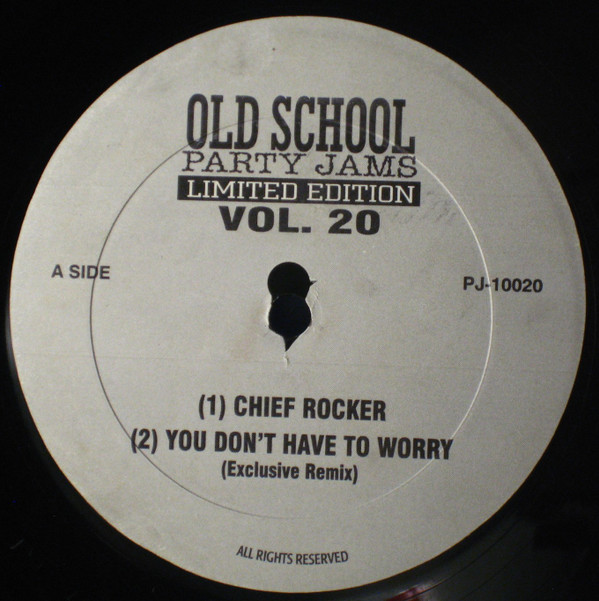 OLD SCHOOL
PARTY JAMS
LIMITED EDITION
VOL. 20
A SIDE
PJ-10020
(1) CHIEF ROCKER
(2) YOU DON'T HAVE TO WORRY
(Exclusive Remix)
ALL RIGHTS RESERVED